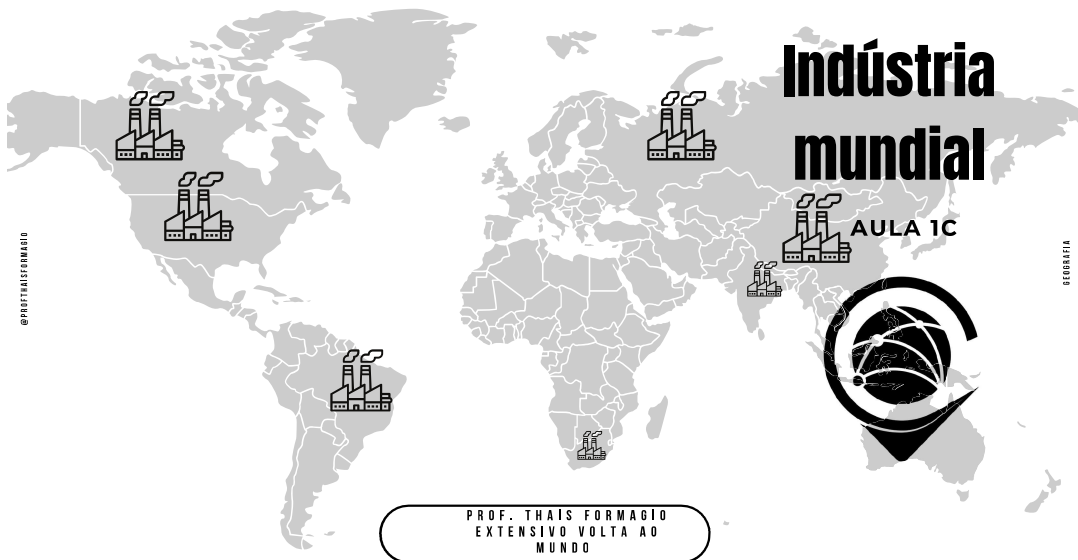 Indústria
mundial
AULA 1C
@PROFTHAISFORMAGIO
GEOGRAFIA
PROF. THAÍS FORMAGIO
EXTENSIVO VOLTA AO
MUNDO